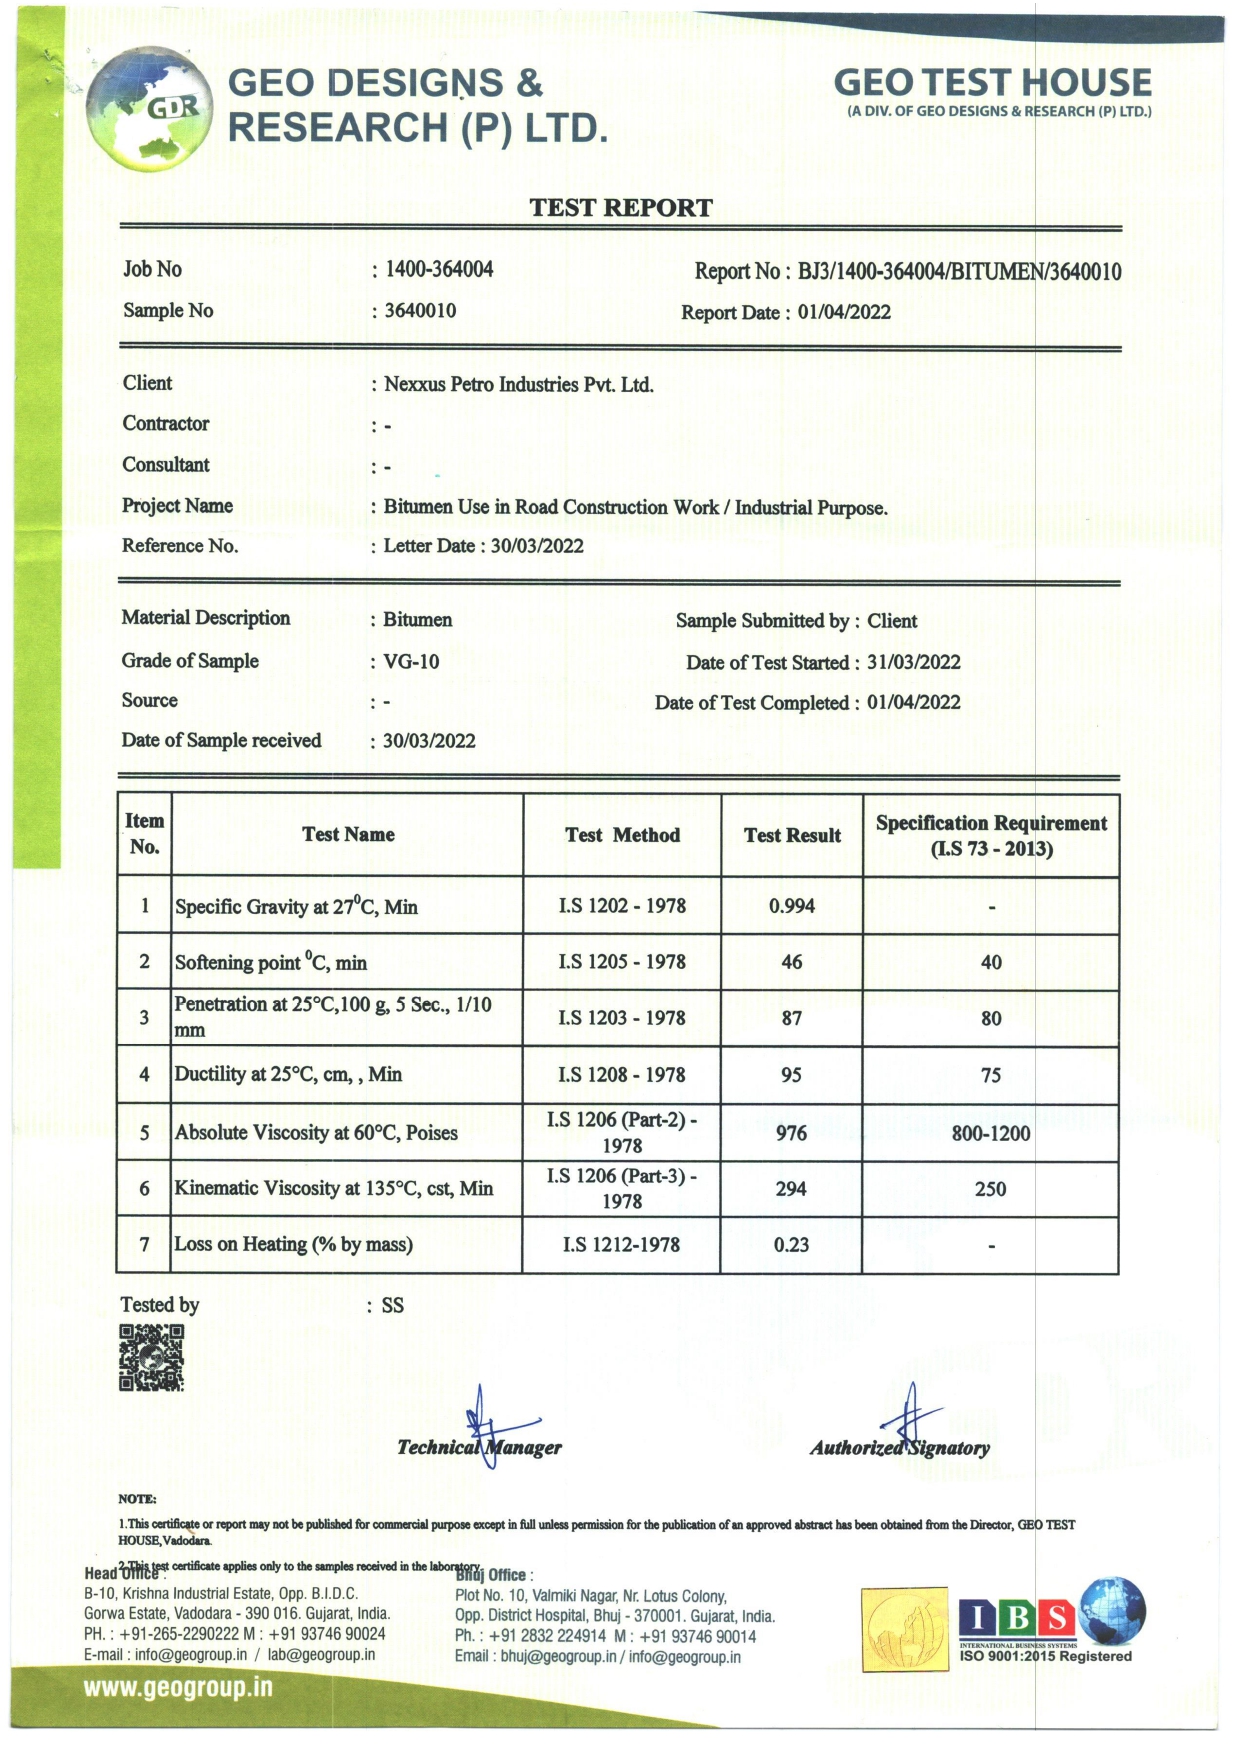 GDR
GEO DESIGNS &
RESEARCH (P) LTD.
GEO TEST HOUSE
(A DIV. OF GEO DESIGNS & RESEARCH (P) LTD.)
TEST REPORT
Job No : 1400-364004 Report No : BJ3/1400-364004/BITUMEN/3640010
Sample No : 3640010 Report Date : 01/04/2022
Client : Nexxus Petro Industries Pvt. Ltd.
Contractor : -
Consultant : -
Project Name : Bitumen Use in Road Construction Work / Industrial Purpose.
Reference No. : Letter Date : 30/03/2022
Material Description : Bitumen Sample Submitted by : Client
Grade of Sample : VG-10 Date of Test Started : 31/03/2022
Source : - Date of Test Completed : 01/04/2022
Date of Sample received : 30/03/2022
Item No. Test Name Test Method Test Result Specification Requirement (I.S 73 - 2013)
1 Specific Gravity at 27⁰C, Min I.S 1202 - 1978 0.994 -
2 Softening point ⁰C, min I.S 1205 - 1978 46 40
3 Penetration at 25°C,100 g, 5 Sec., 1/10 mm I.S 1203 - 1978 87 80
4 Ductility at 25°C, cm, , Min I.S 1208 - 1978 95 75
5 Absolute Viscosity at 60°C, Poises I.S 1206 (Part-2) - 1978 976 800-1200
6 Kinematic Viscosity at 135°C, cst, Min I.S 1206 (Part-3) - 1978 294 250
7 Loss on Heating (% by mass) I.S 1212-1978 0.23 -
Tested by : SS
Technical Manager Authorized Signatory
NOTE:
1.This certificate or report may not be published for commercial purpose except in full unless permission for the publication of an approved abstract has been obtained from the Director, GEO TEST
HOUSE,Vadodara.
2.This test certificate applies only to the samples received in the laboratory.
Head Office :
B-10, Krishna Industrial Estate, Opp. B.I.D.C.
Gorwa Estate, Vadodara - 390 016. Gujarat, India.
PH. : +91-265-2290222 M : +91 93746 90024
E-mail : info@geogroup.in / lab@geogroup.in
Bhuj Office :
Plot No. 10, Valmiki Nagar, Nr. Lotus Colony,
Opp. District Hospital, Bhuj - 370001. Gujarat, India.
Ph. : +91 2832 224914 M : +91 93746 90014
Email : bhuj@geogroup.in / info@geogroup.in
IBS
INTERNATIONAL BUSINESS SYSTEMS
ISO 9001:2015 Registered
www.geogroup.in